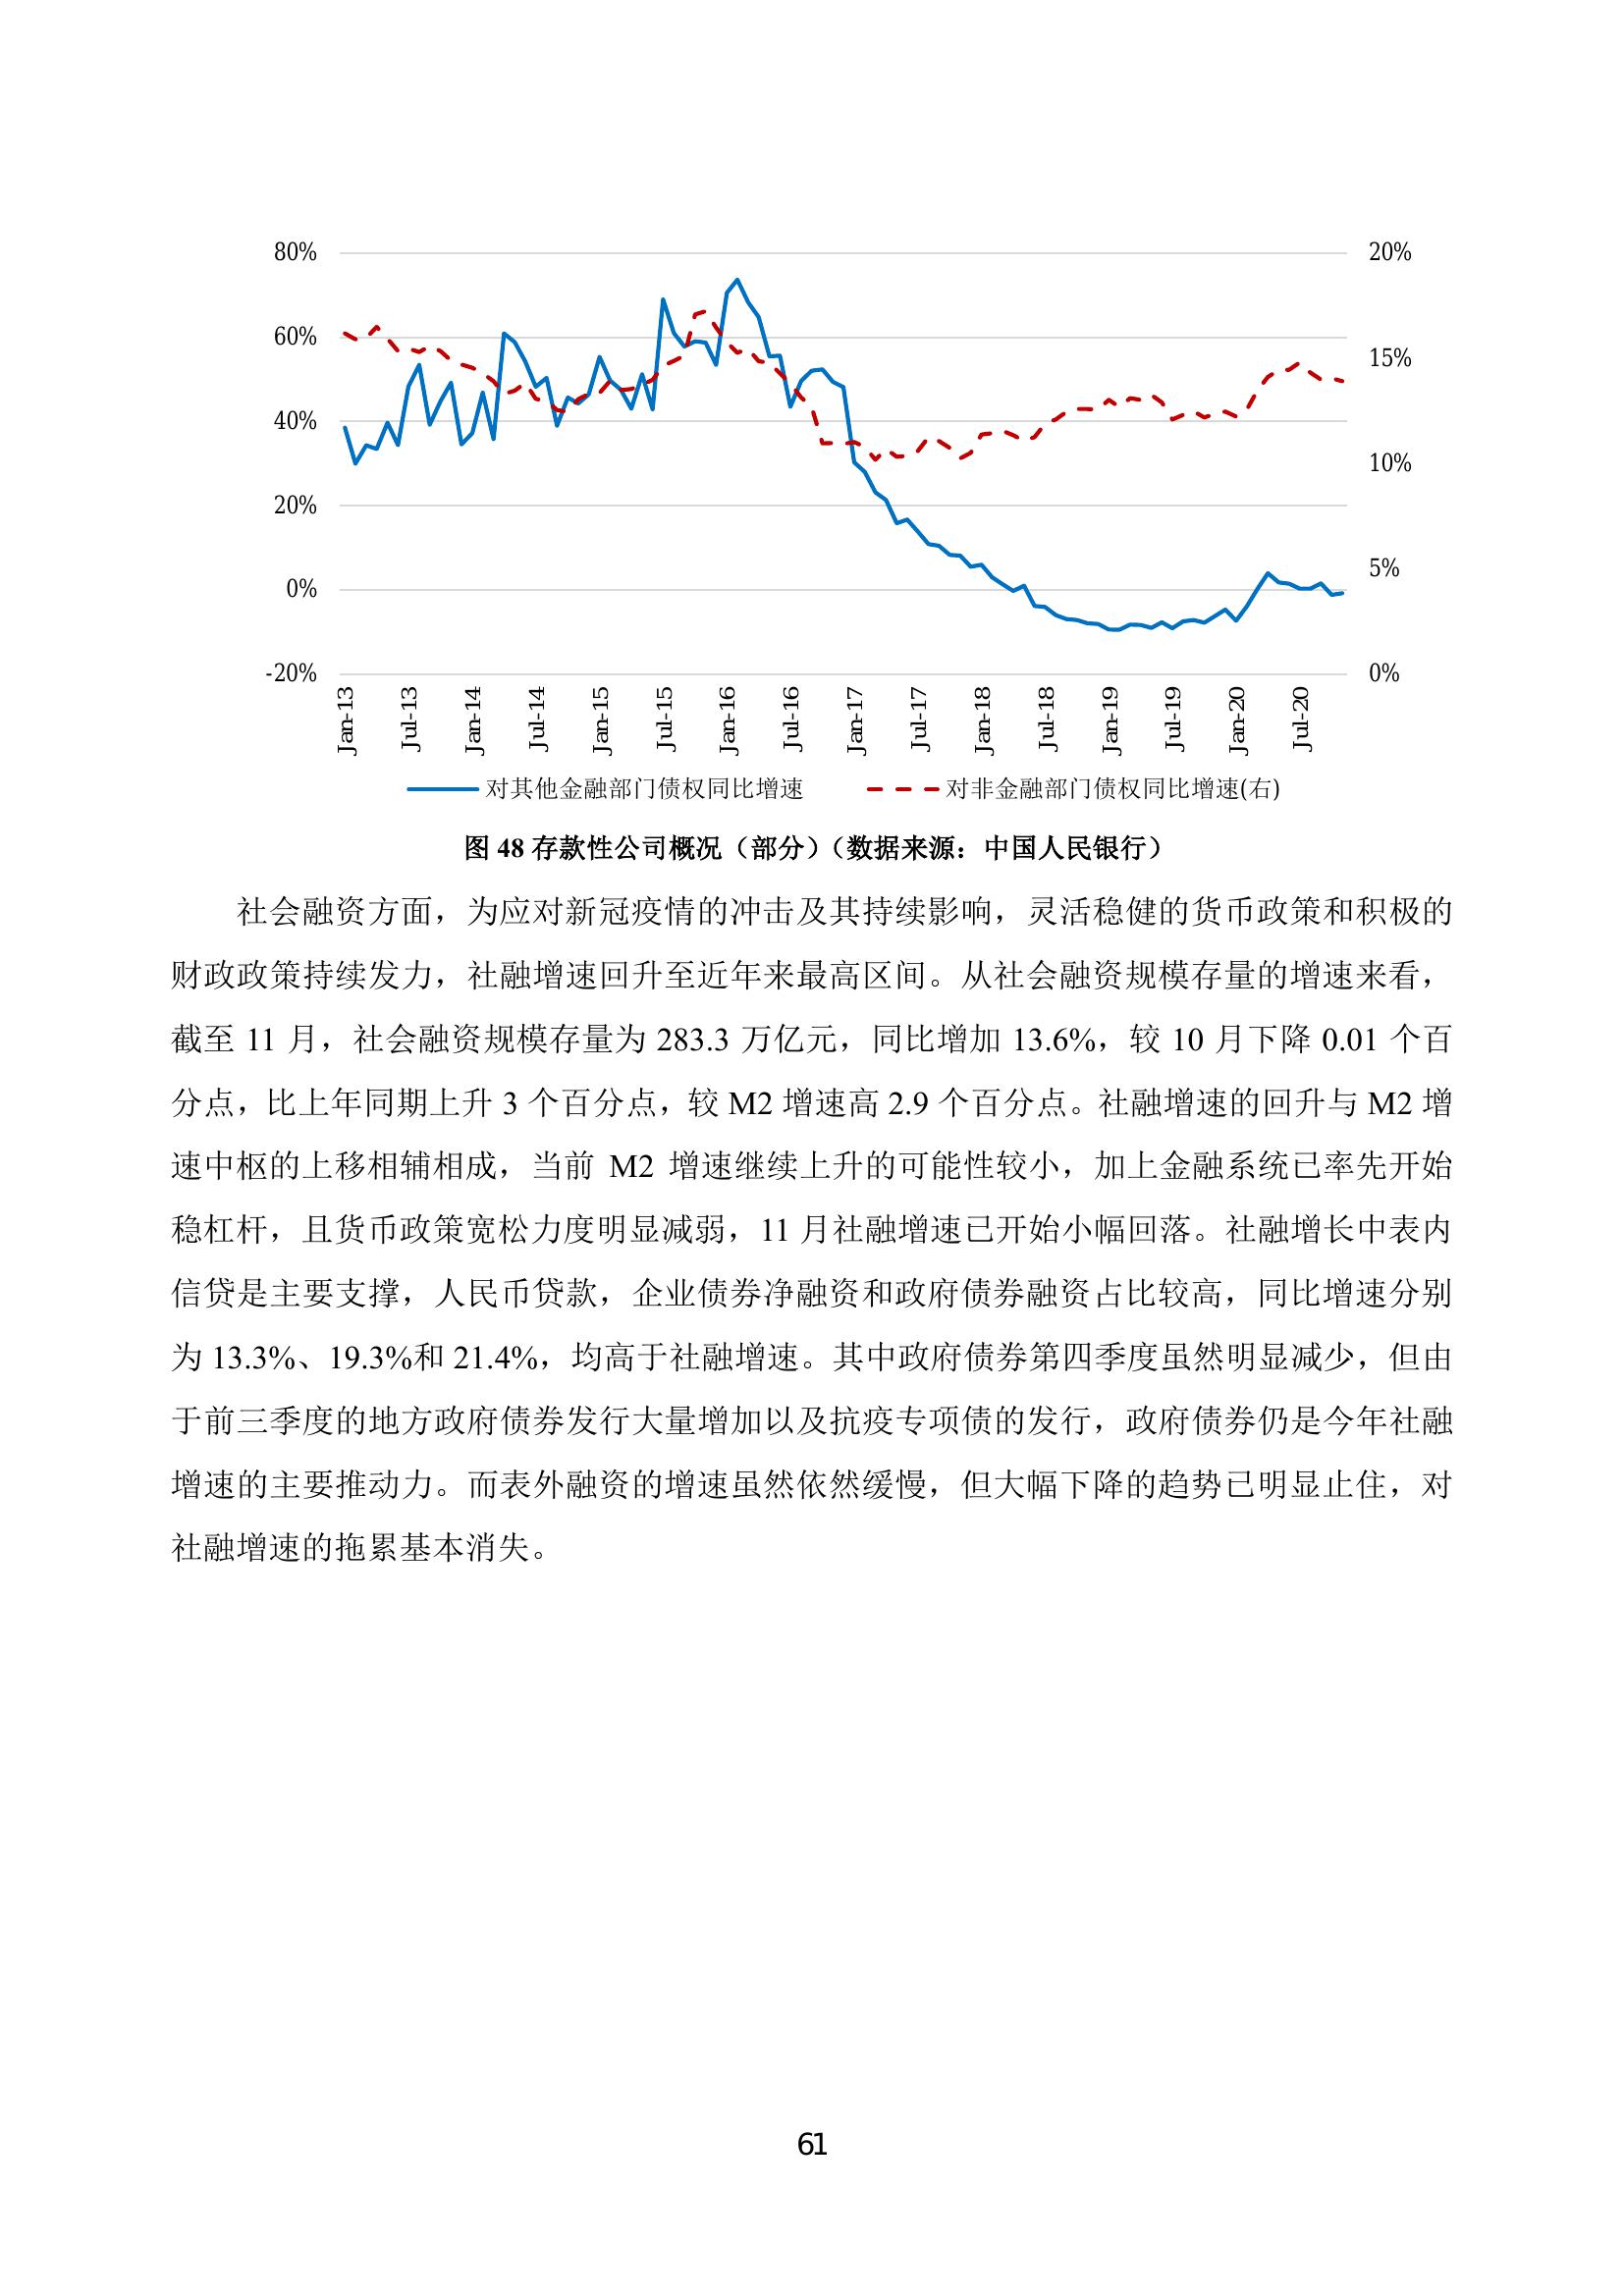 80%
60%
40%
20%
0%
-20%
20%
15%
10%
5%
0%
Jan-13
Jul-13
Jan-14
Jul-14
Jan-15
Jul-15
Jan-16
Jul-16
Jan-17
Jul-17
Jan-18
Jul-18
Jan-19
Jul-19
Jan-20
Jul-20
对其他金融部门债权同比增速
对非金融部门债权同比增速(右)
图 48 存款性公司概况（部分）（数据来源：中国人民银行）
社会融资方面，为应对新冠疫情的冲击及其持续影响，灵活稳健的货币政策和积极的
财政政策持续发力，社融增速回升至近年来最高区间。从社会融资规模存量的增速来看，
截至 11 月，社会融资规模存量为 283.3 万亿元，同比增加 13.6%，较 10 月下降 0.01 个百
分点，比上年同期上升 3 个百分点，较 M2 增速高 2.9 个百分点。社融增速的回升与 M2 增
速中枢的上移相辅相成，当前 M2 增速继续上升的可能性较小，加上金融系统已率先开始
稳杠杆，且货币政策宽松力度明显减弱，11 月社融增速已开始小幅回落。社融增长中表内
信贷是主要支撑，人民币贷款，企业债券净融资和政府债券融资占比较高，同比增速分别
为 13.3%、19.3%和 21.4%，均高于社融增速。其中政府债券第四季度虽然明显减少，但由
于前三季度的地方政府债券发行大量增加以及抗疫专项债的发行，政府债券仍是今年社融
增速的主要推动力。而表外融资的增速虽然依然缓慢，但大幅下降的趋势已明显止住，对
社融增速的拖累基本消失。
61